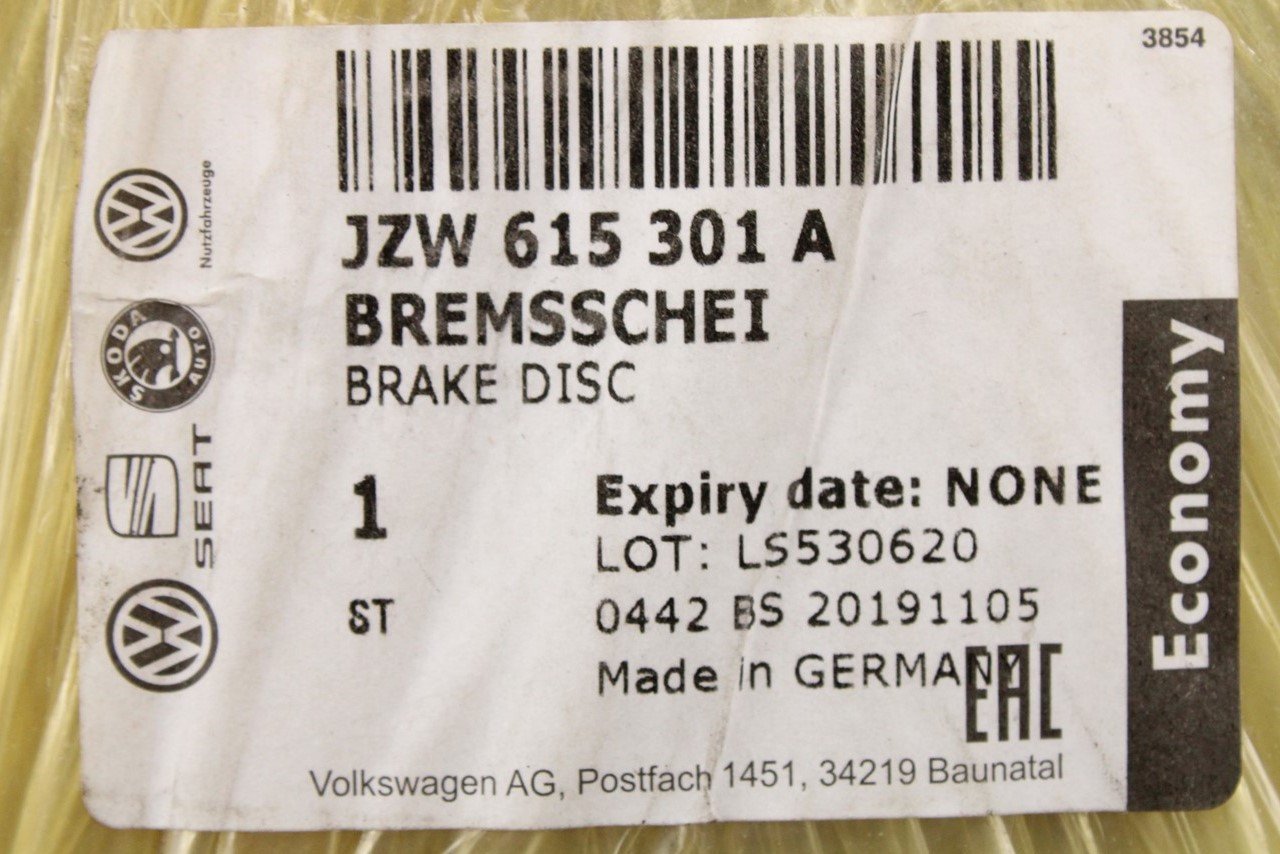 3854
Nutzfahrzeuge
JZW 615 301 A
BREMSSCHEI
BRAKE DISC
SKODA
AUTO
SEAT
1
Expiry date: NONE
LOT: LS530620
ST
0442 BS 20191105
Made in GERMANY
EAC
Economy
Volkswagen AG, Postfach 1451, 34219 Baunatal